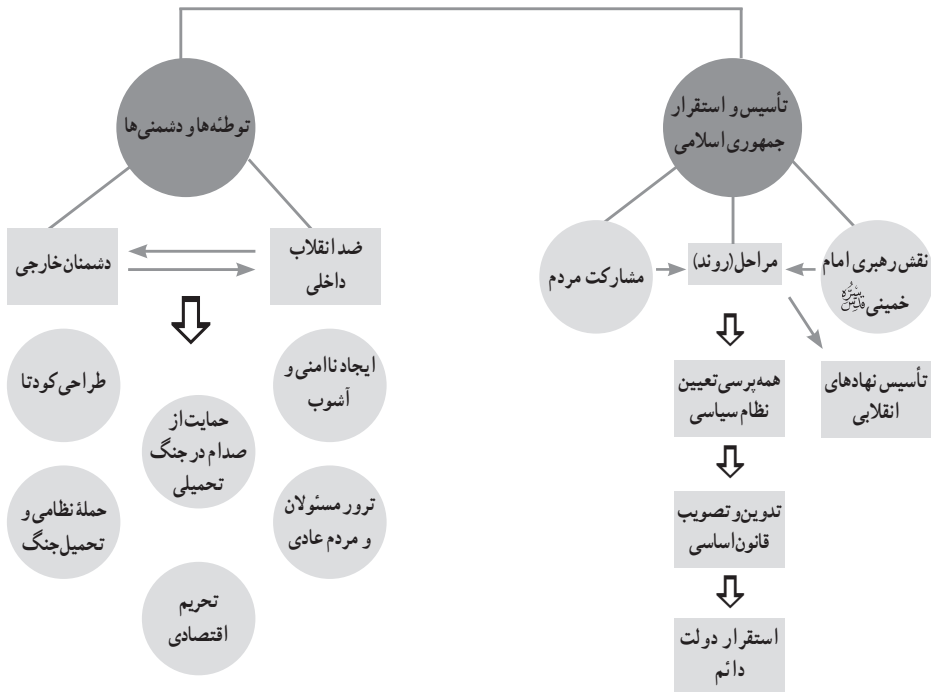 تأسیس و استقرار
جمهوری اسلامی
نقش رهبری امام
خمینی قدس سره
مراحل (روند)
مشارکت مردم
تأسیس نهادهای
انقلابی
همه‌پرسی تعیین
نظام سیاسی
تدوین و تصویب
قانون اساسی
استقرار دولت
دائم
توطئه‌ها و دشمنی‌ها
ضد انقلاب
داخلی
دشمنان خارجی
ایجاد ناامنی و
آشوب
طراحی کودتا
حمایت از
صدام در جنگ
تحمیلی
ترور مسئولان
و مردم عادی
حملهٔ نظامی و
تحمیل جنگ
تحریم
اقتصادی